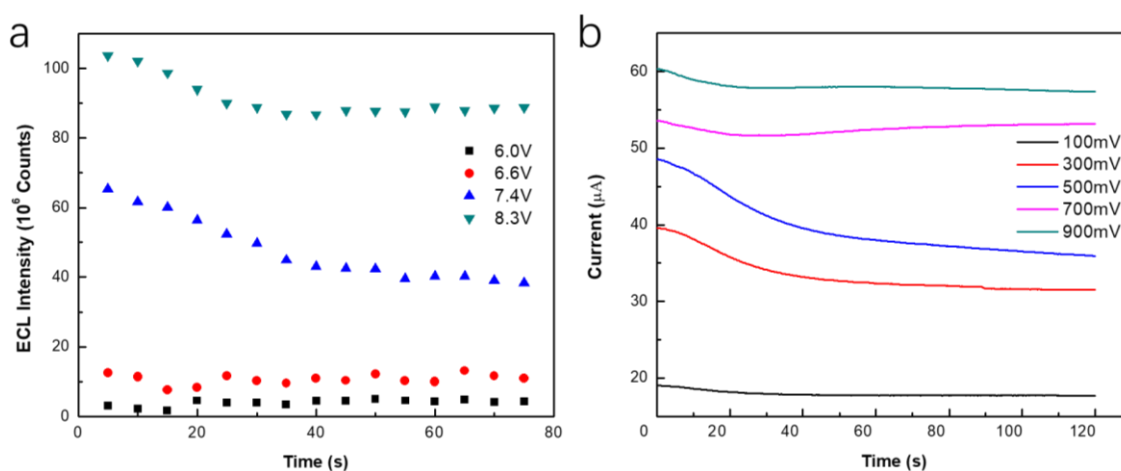 a
ECL Intensity (10⁶ Counts)
100
80
60
40
20
0
6.0V
6.6V
7.4V
8.3V
0 20 40 60 80
Time (s)
b
Current (μA)
60
50
40
30
20
100mV
300mV
500mV
700mV
900mV
0 20 40 60 80 100 120
Time (s)